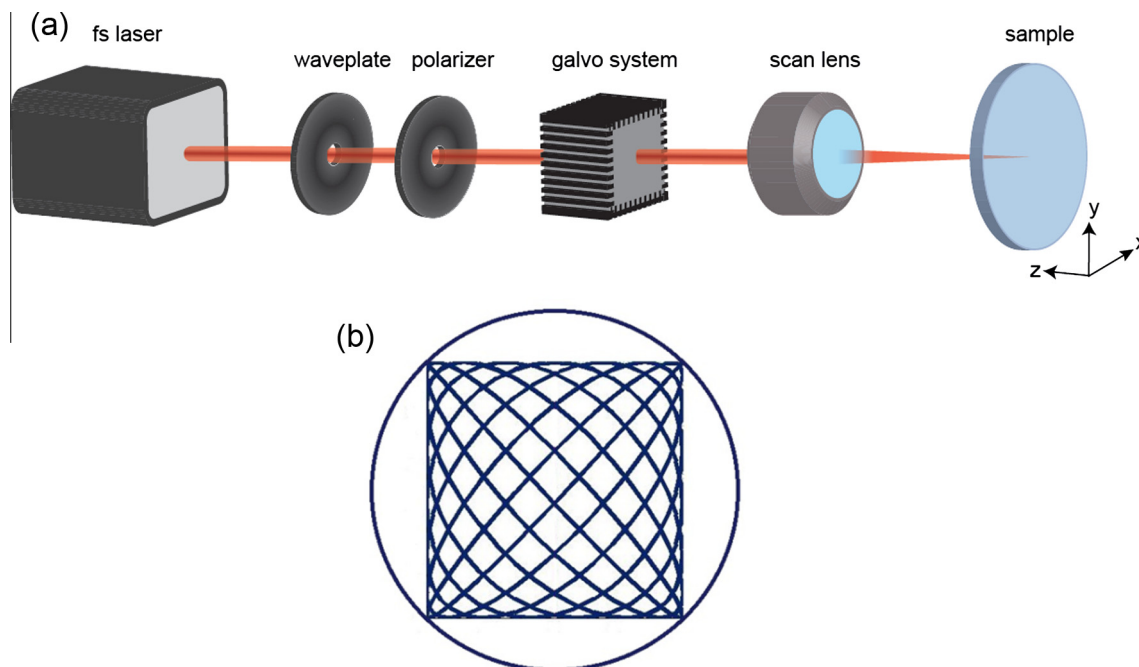 (a)
fs laser
waveplate
polarizer
galvo system
scan lens
sample
y
x
z
(b)